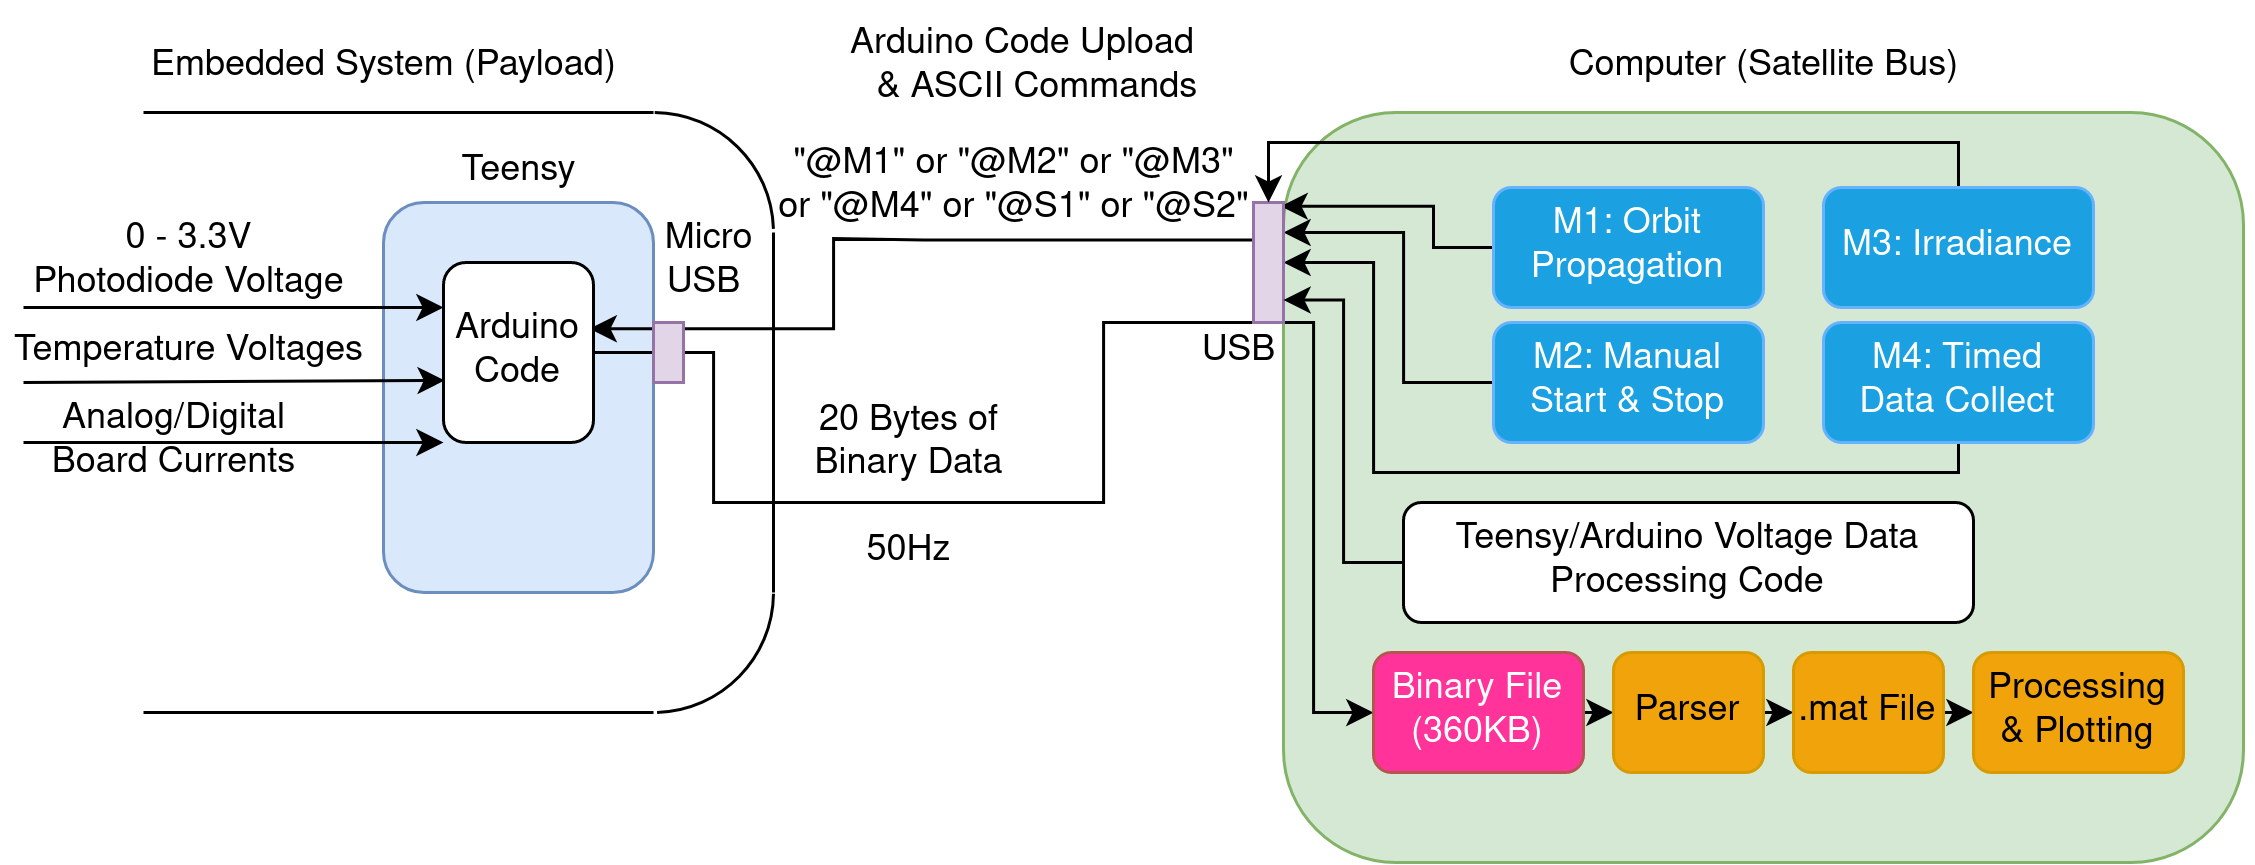 Embedded System (Payload)
Arduino Code Upload
& ASCII Commands
Computer (Satellite Bus)
"@M1" or "@M2" or "@M3"
or "@M4" or "@S1" or "@S2"
Teensy
0 - 3.3V
Photodiode Voltage
Temperature Voltages
Analog/Digital
Board Currents
Arduino
Code
Micro
USB
20 Bytes of
Binary Data
50Hz
USB
M1: Orbit
Propagation
M3: Irradiance
M2: Manual
Start & Stop
M4: Timed
Data Collect
Teensy/Arduino Voltage Data
Processing Code
Binary File
(360KB)
Parser
.mat File
Processing
& Plotting